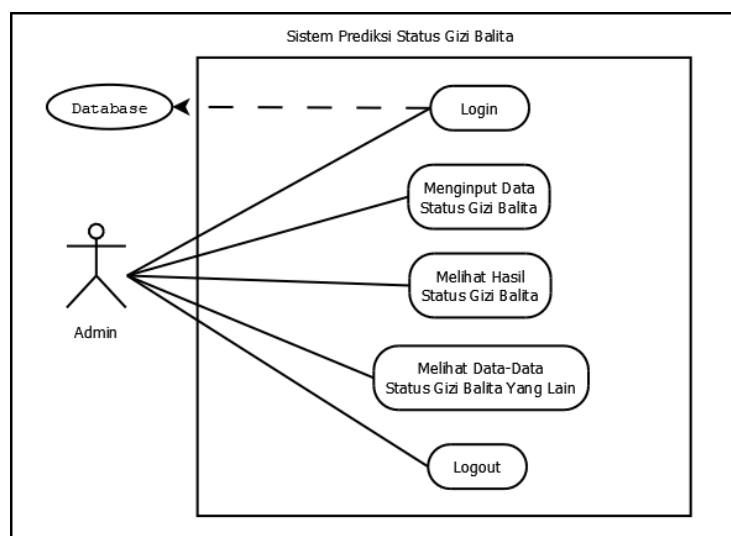 Sistem Prediksi Status Gizi Balita
Database
Login
Menginput Data
Status Gizi Balita
Melihat Hasil
Status Gizi Balita
Admin
Melihat Data-Data
Status Gizi Balita Yang Lain
Logout